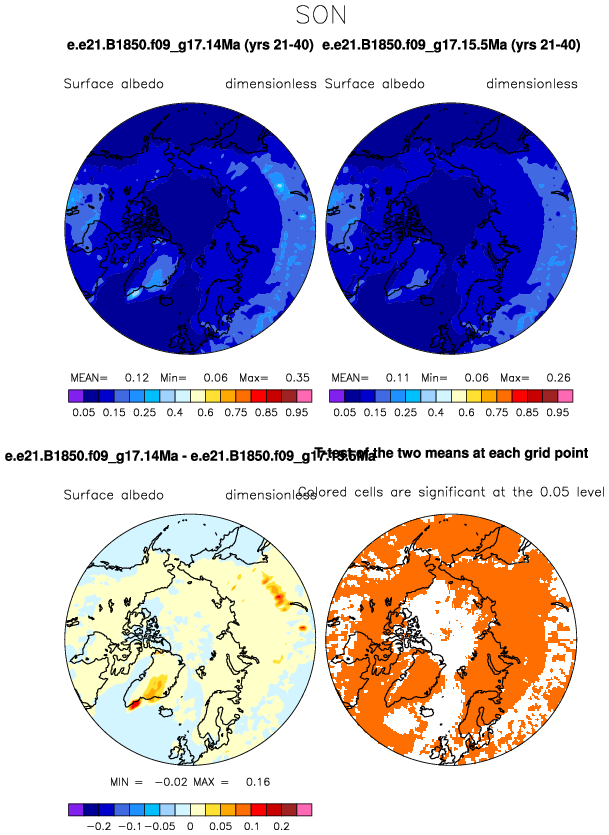 SON
e.e21.B1850.f09_g17.14Ma (yrs 21-40) e.e21.B1850.f09_g17.15.5Ma (yrs 21-40)
Surface albedo dimensionless Surface albedo dimensionless
MEAN= 0.12 Min= 0.06 Max= 0.35 MEAN= 0.11 Min= 0.06 Max= 0.26
0.05 0.15 0.25 0.4 0.6 0.75 0.85 0.95 0.05 0.15 0.25 0.4 0.6 0.75 0.85 0.95
e.e21.B1850.f09_g17.14Ma - e.e21.B1850.f09_g17.15.5Ma T-test of the two means at each grid point
Surface albedo dimensionless Colored cells are significant at the 0.05 level
MIN = -0.02 MAX = 0.16
-0.2 -0.1 -0.05 0 0.05 0.1 0.2